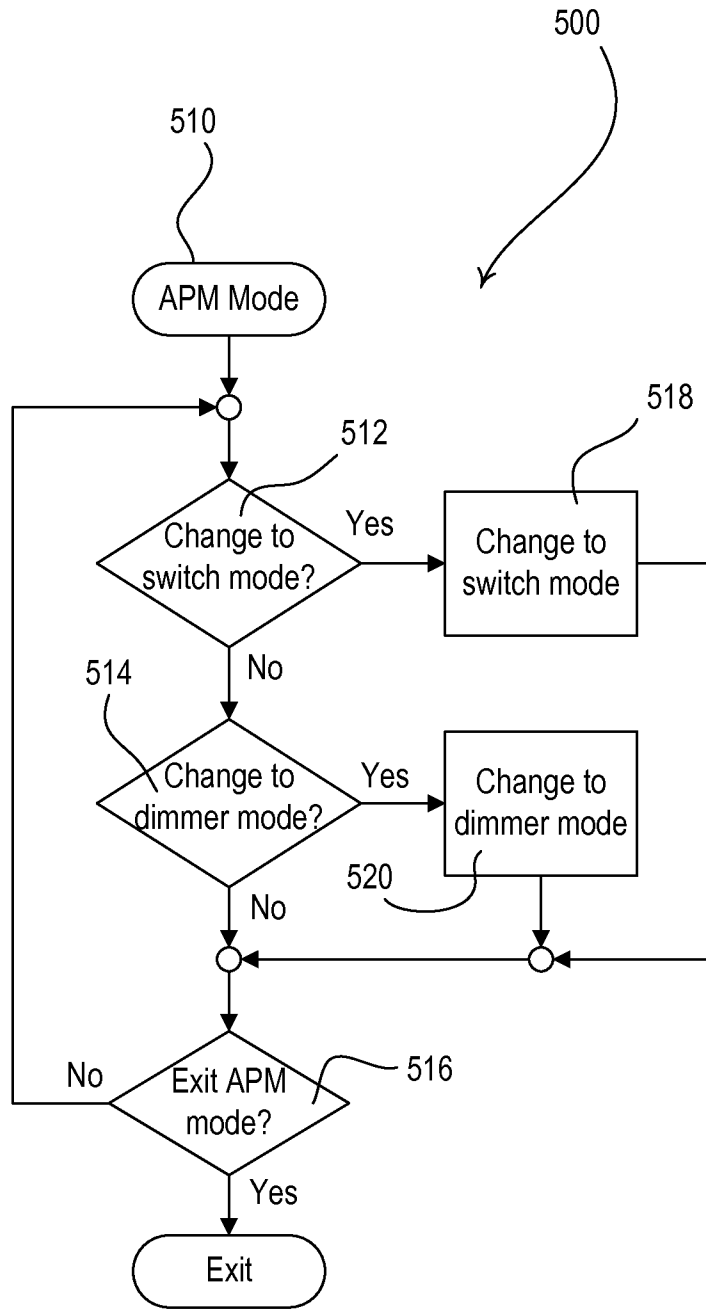 500
510
APM Mode
512
518
Change to
switch mode?
Yes
Change to
switch mode
No
514
Change to
dimmer mode?
Yes
Change to
dimmer mode
520
No
No
Exit APM
mode?
516
Yes
Exit